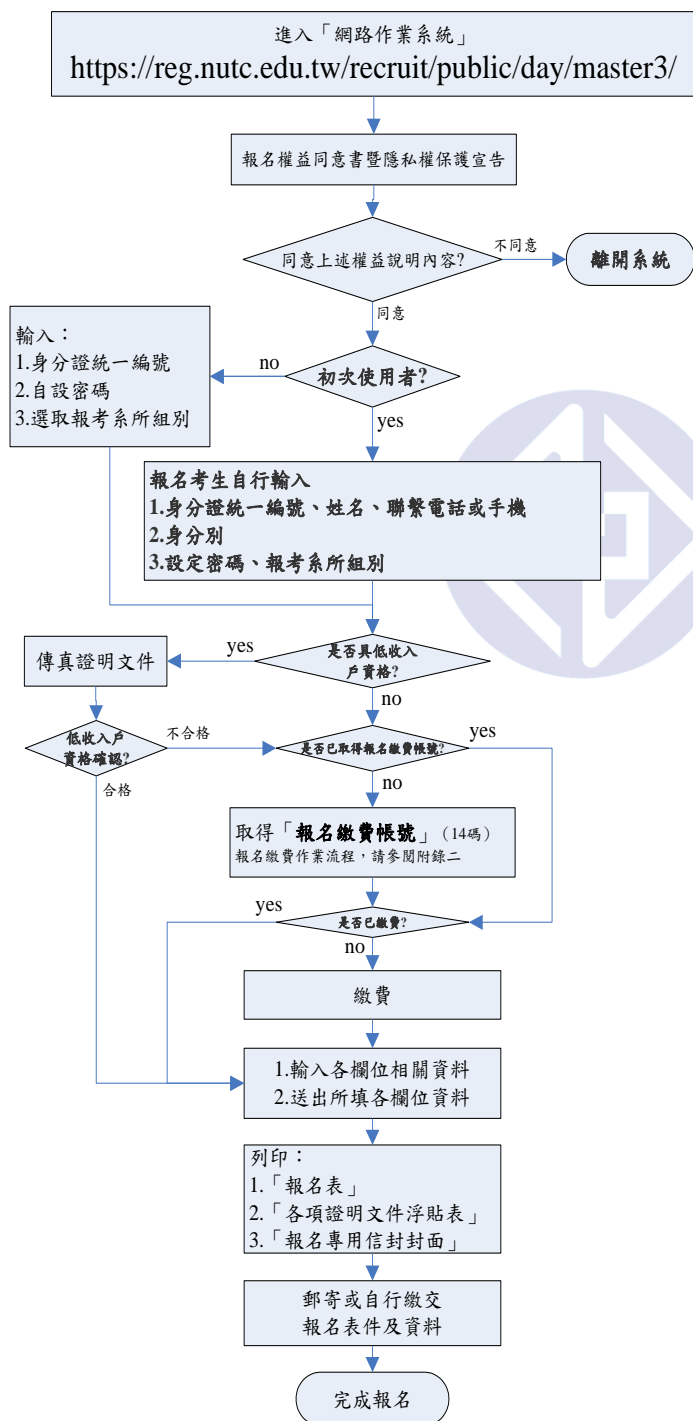 進入「網路作業系統」
https://reg.nutc.edu.tw/recruit/public/day/master3/
報名權益同意書暨隱私權保護宣告
同意上述權益說明內容?
不同意
離開系統
同意
輸入：
1.身分證統一編號
2.自設密碼
3.選取報考系所組別
no
初次使用者?
yes
報名考生自行輸入
1.身分證統一編號、姓名、聯繫電話或手機
2.身分別
3.設定密碼、報考系所組別
傳真證明文件
yes
是否具低收入
戶資格?
no
低收入戶
資格確認?
不合格
是否已取得報名繳費帳號?
yes
合格
no
取得「報名繳費帳號」（14碼）
報名繳費作業流程，請參閱附錄二
yes
是否已繳費?
no
繳費
1.輸入各欄位相關資料
2.送出所填各欄位資料
列印：
1.「報名表」
2.「各項證明文件浮貼表」
3.「報名專用信封封面」
郵寄或自行繳交
報名表件及資料
完成報名